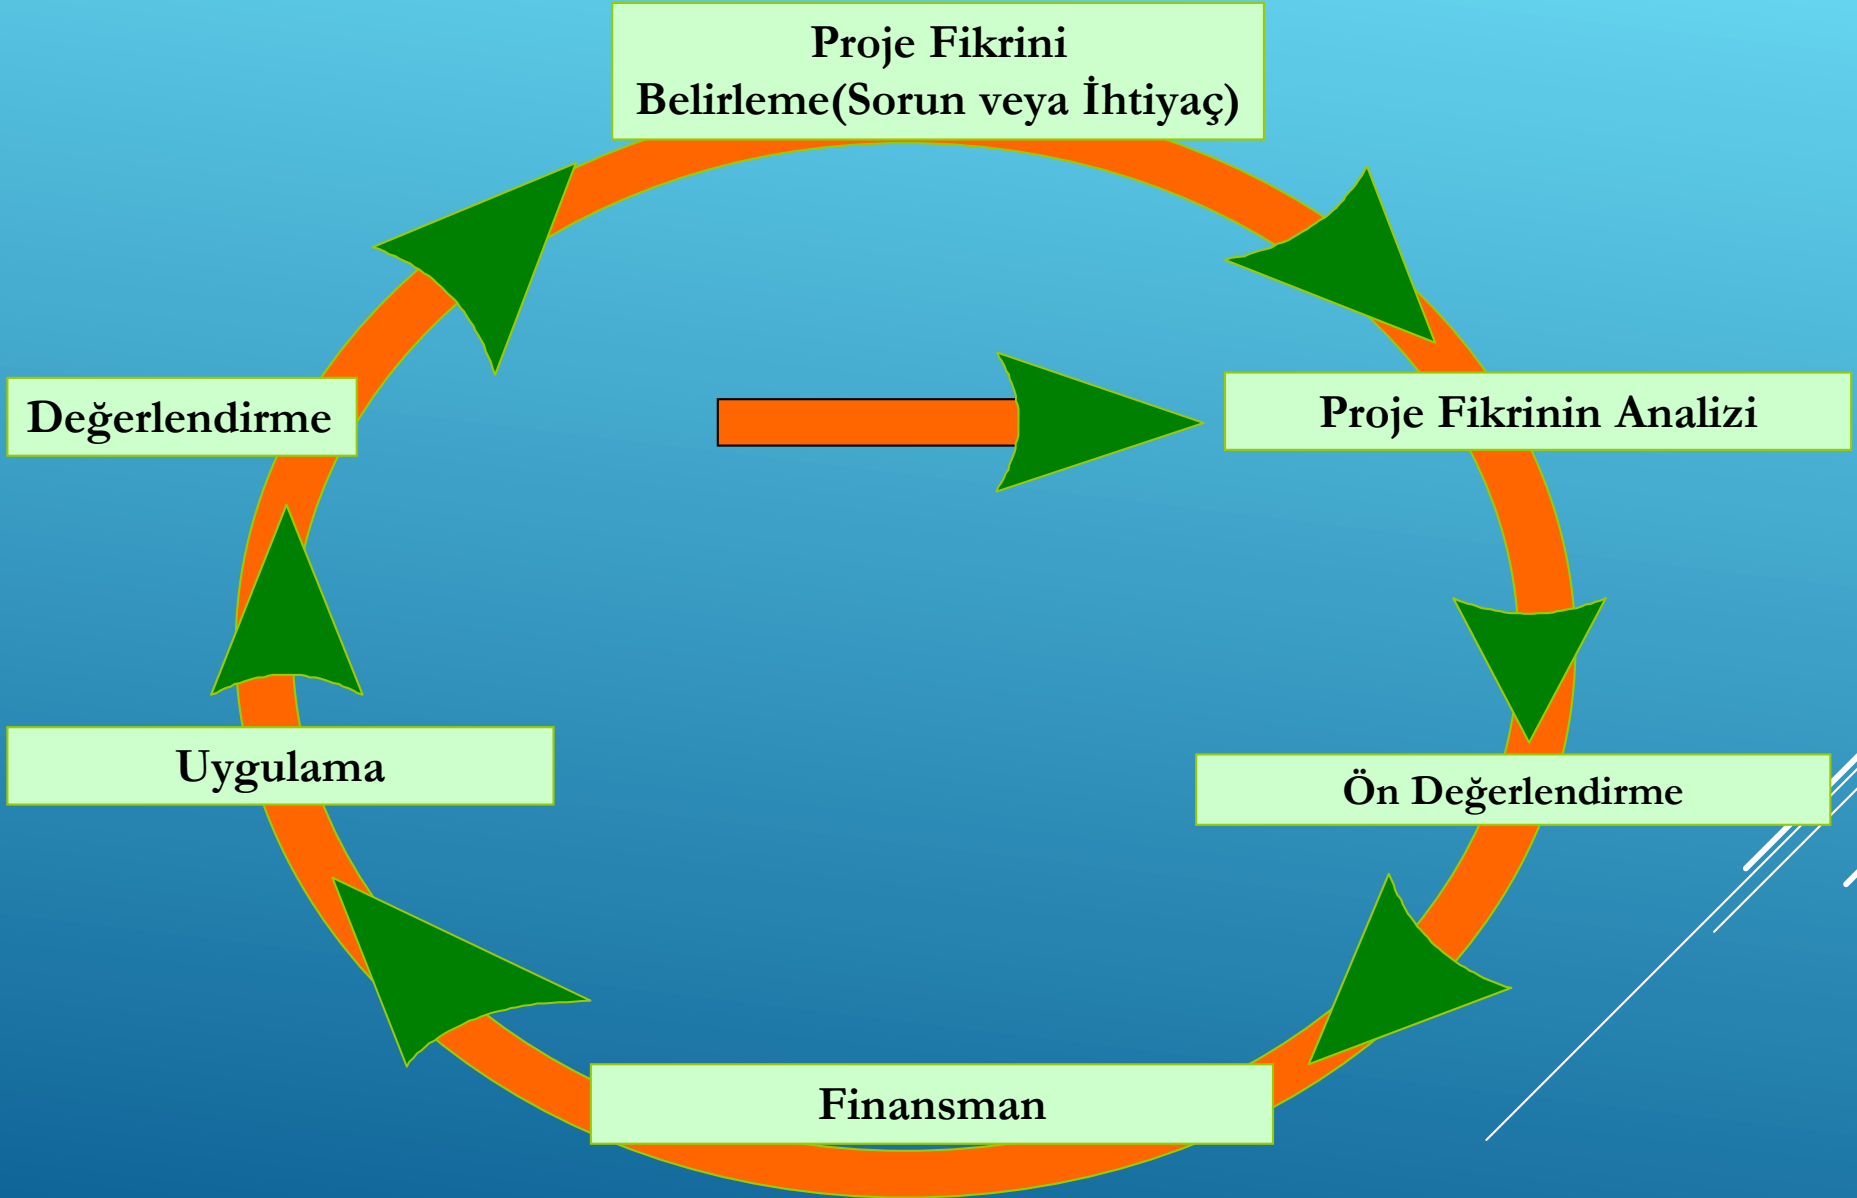 Proje Fikrini
Belirleme(Sorun veya İhtiyaç)
Proje Fikrinin Analizi
Ön Değerlendirme
Finansman
Uygulama
Değerlendirme